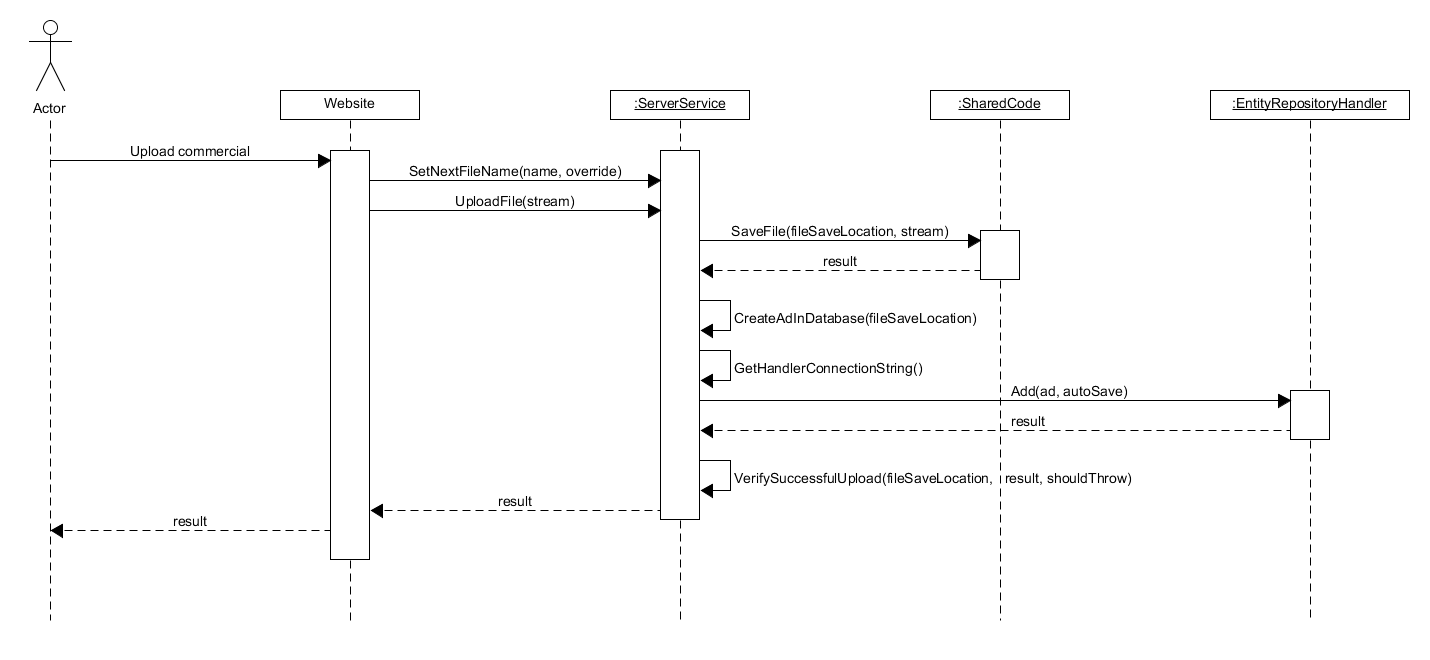 Actor
Website
:ServerService
:SharedCode
:EntityRepositoryHandler
Upload commercial
SetNextFileName(name, override)
UploadFile(stream)
SaveFile(fileSaveLocation, stream)
result
CreateAdInDatabase(fileSaveLocation)
GetHandlerConnectionString()
Add(ad, autoSave)
result
VerifySuccessfulUpload(fileSaveLocation, result, shouldThrow)
result
result